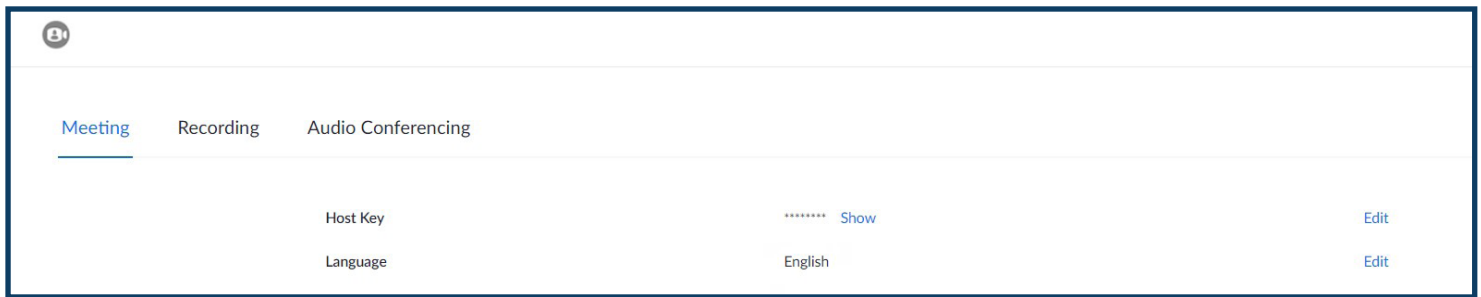 Meeting Recording Audio Conferencing
Host Key ******** Show Edit
Language English Edit